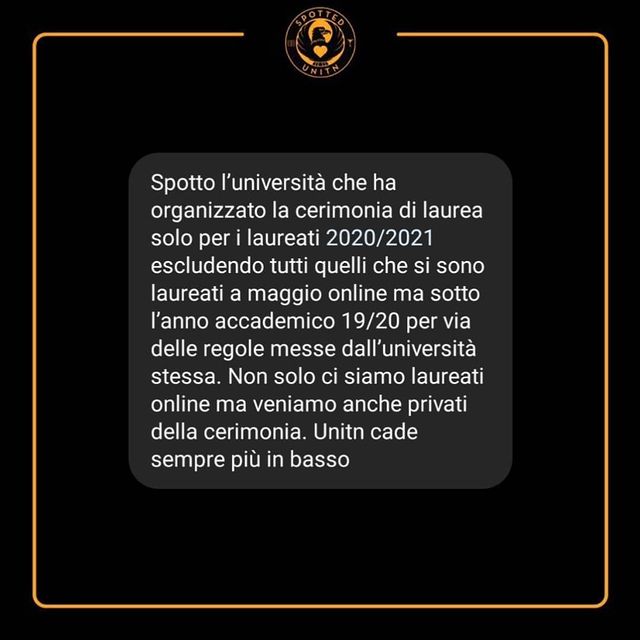 SPOTTED
UNITN
Spotto l’università che ha
organizzato la cerimonia di laurea
solo per i laureati 2020/2021
escludendo tutti quelli che si sono
laureati a maggio online ma sotto
l’anno accademico 19/20 per via
delle regole messe dall’università
stessa. Non solo ci siamo laureati
online ma veniamo anche privati
della cerimonia. Unitn cade
sempre più in basso